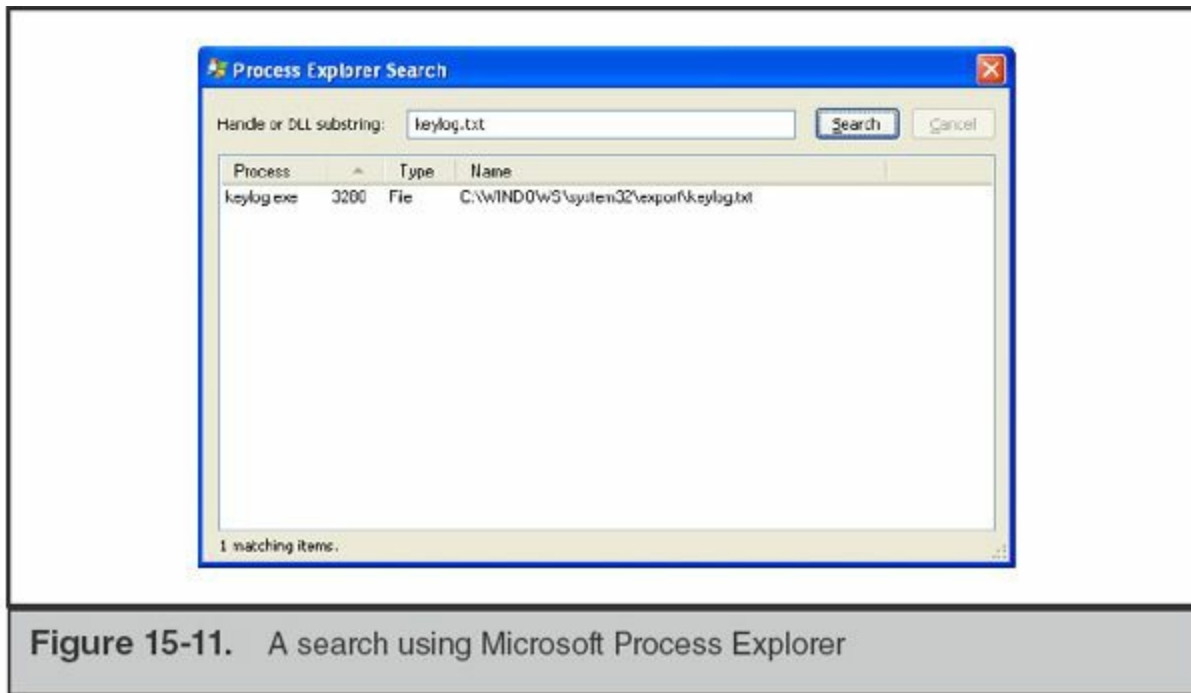 Process Explorer Search
Handle or DLL substring: keylog.txt Search Cancel
Process Type Name
keylog.exe 3280 File C:\WINDOWS\system32\export\keylog.txt
1 matching items.
Figure 15-11. A search using Microsoft Process Explorer